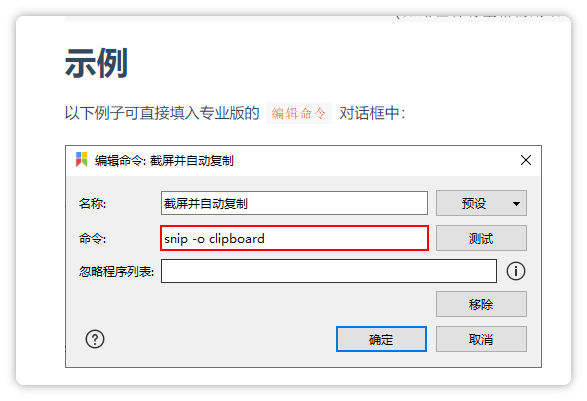 示例
以下例子可直接填入专业版的 编辑命令 对话框中：
编辑命令: 截屏并自动复制
名称: 截屏并自动复制 预设
命令: snip -o clipboard 测试
忽略程序列表:
移除
确定 取消